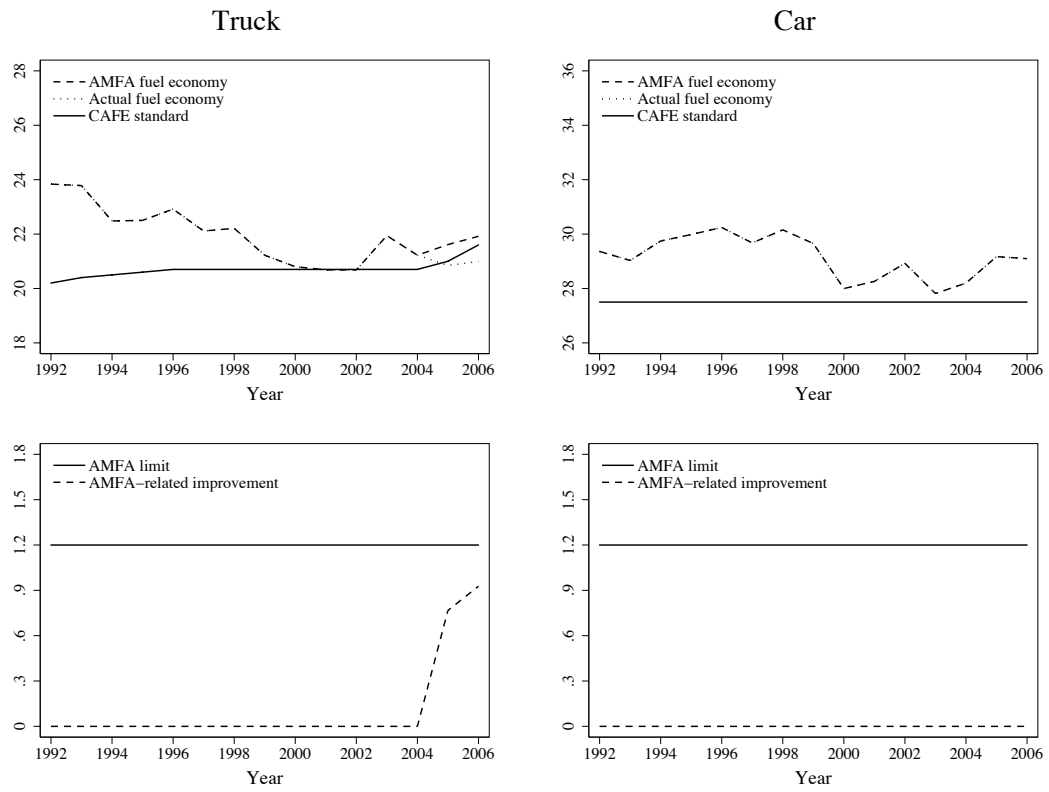 Truck
Car
28
26
24
22
20
18
AMFA fuel economy
Actual fuel economy
CAFE standard
1992 1994 1996 1998 2000 2002 2004 2006
Year
36
34
32
30
28
26
AMFA fuel economy
Actual fuel economy
CAFE standard
1992 1994 1996 1998 2000 2002 2004 2006
Year
1.8
1.5
1.2
.9
.6
.3
0
AMFA limit
AMFA−related improvement
1992 1994 1996 1998 2000 2002 2004 2006
Year
1.8
1.5
1.2
.9
.6
.3
0
AMFA limit
AMFA−related improvement
1992 1994 1996 1998 2000 2002 2004 2006
Year